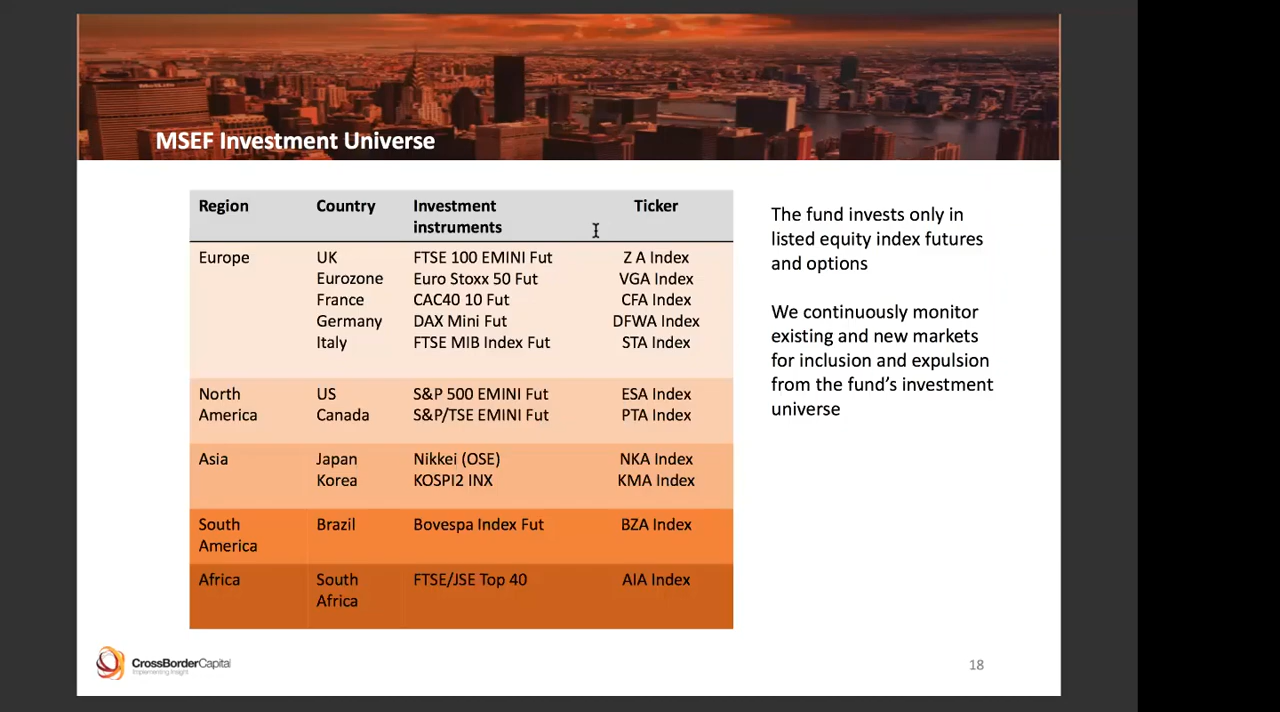 MSEF Investment Universe
Region Country Investment instruments Ticker
Europe UK FTSE 100 EMINI Fut Z A Index
Eurozone Euro Stoxx 50 Fut VGA Index
France CAC40 10 Fut CFA Index
Germany DAX Mini Fut DFWA Index
Italy FTSE MIB Index Fut STA Index
North America US S&P 500 EMINI Fut ESA Index
Canada S&P/TSE EMINI Fut PTA Index
Asia Japan Nikkei (OSE) NKA Index
Korea KOSPI2 INX KMA Index
South America Brazil Bovespa Index Fut BZA Index
Africa South Africa FTSE/JSE Top 40 AIA Index
The fund invests only in
listed equity index futures
and options
We continuously monitor
existing and new markets
for inclusion and expulsion
from the fund's investment
universe
CrossBorderCapital
Implementing Insight
18